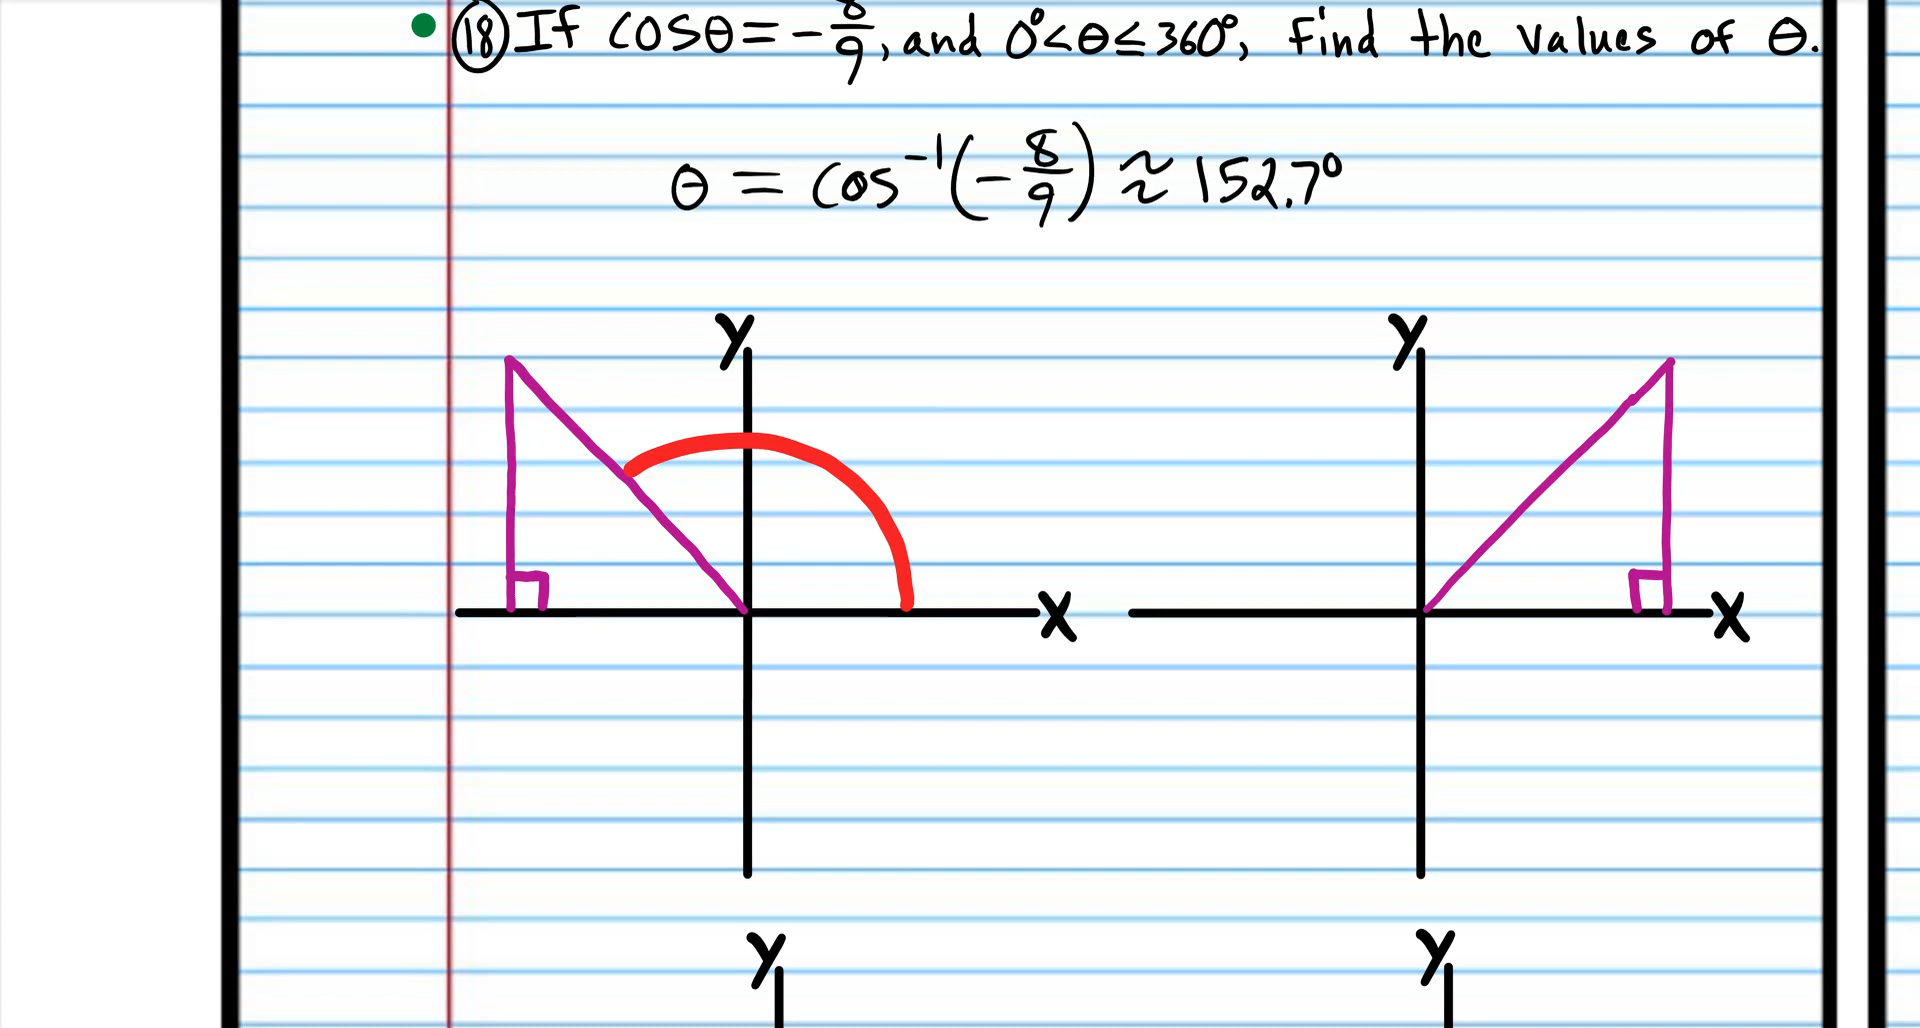 18 If cosθ = -8/9, and 0°<θ≤360°, find the values of θ.
θ = cos⁻¹(-8/9) ≈ 152.7°
y y
x x
y y